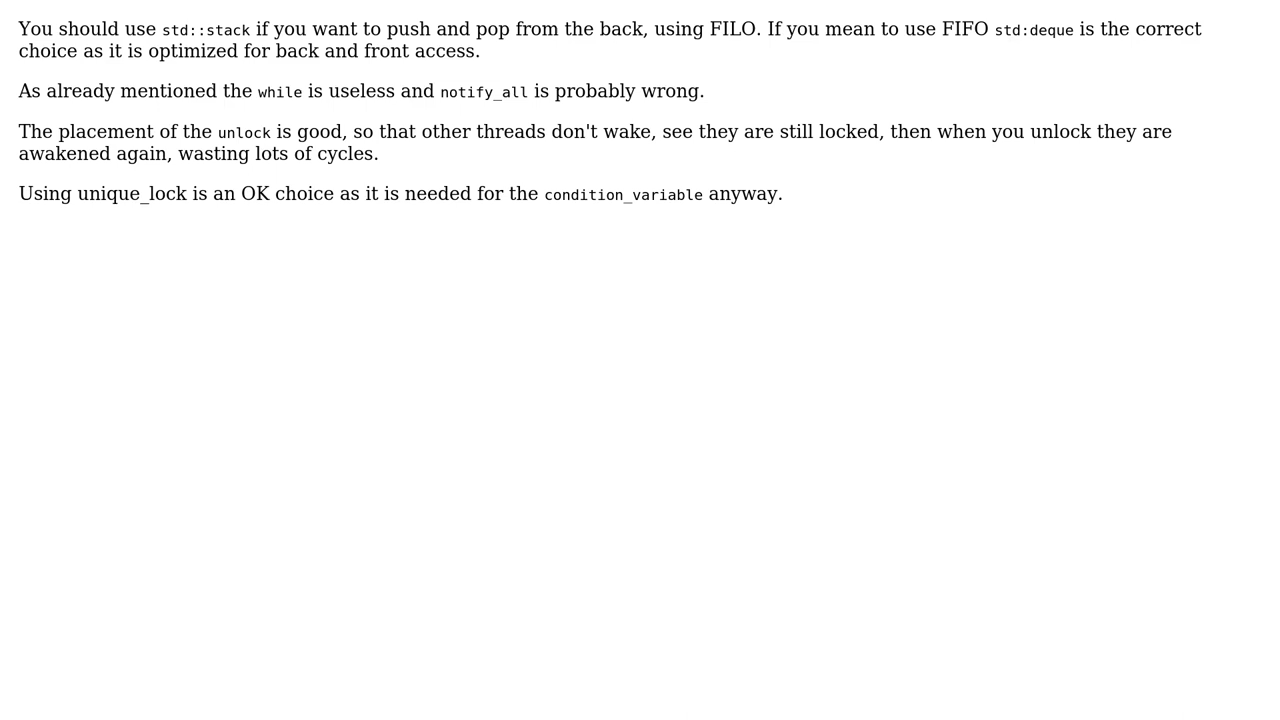 You should use std::stack if you want to push and pop from the back, using FILO. If you mean to use FIFO std:deque is the correct
choice as it is optimized for back and front access.
As already mentioned the while is useless and notify_all is probably wrong.
The placement of the unlock is good, so that other threads don't wake, see they are still locked, then when you unlock they are
awakened again, wasting lots of cycles.
Using unique_lock is an OK choice as it is needed for the condition_variable anyway.